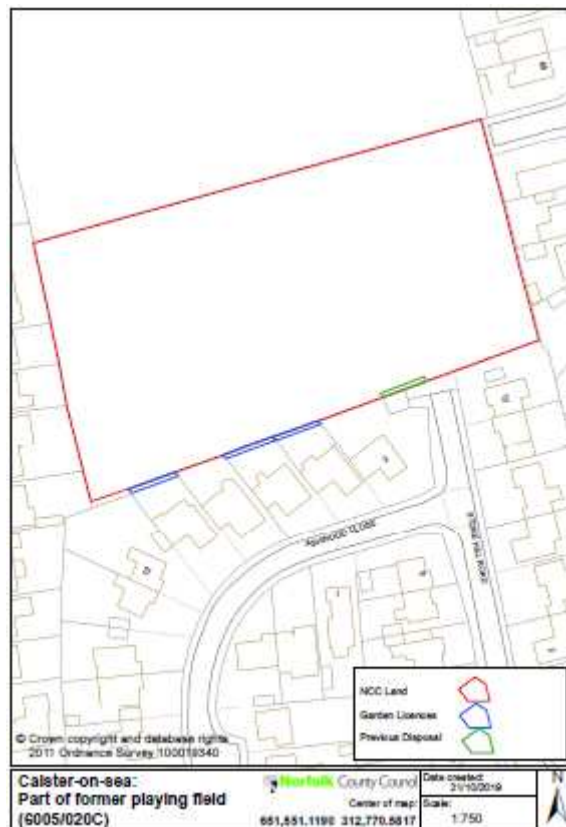 NCC Land
Garden Licences
Previous Disposal
© Crown copyright and database rights
2011 Ordnance Survey 100019340
Caister-on-sea:
Part of former playing field
(6005/020C)
Norfolk County Council
Center of map:
651,551.1190 312,770.5817
Date created:
21/10/2019
Scale:
1:750
N